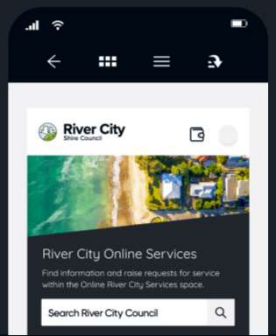 River City
Shire Council
River City Online Services
Find information and raise requests for service
within the Online River City Services space.
Search River City Council